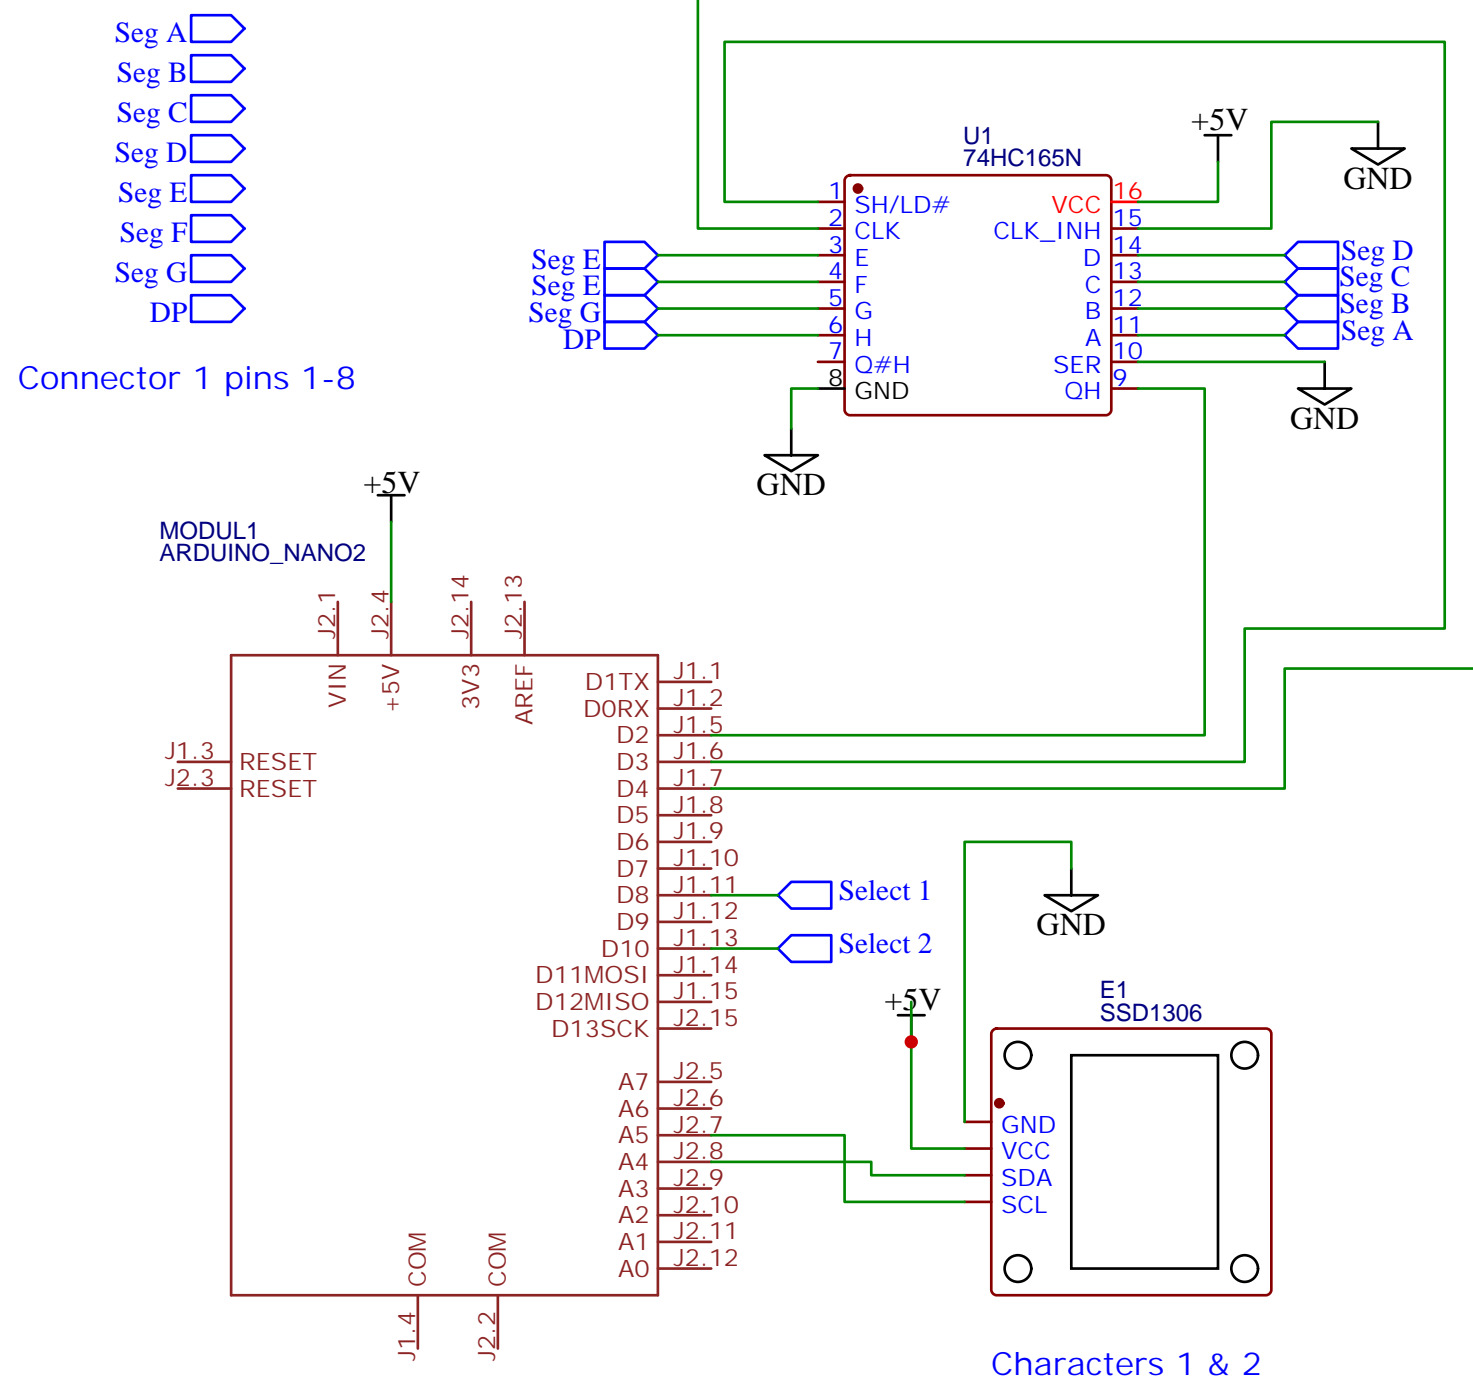 Seg A
Seg B
Seg C
Seg D
Seg E
Seg F
Seg G
DP
Connector 1 pins 1-8
U1
74HC165N
+5V
GND
1
SH/LD#
2
CLK
3
E
4
F
5
G
6
H
7
Q#H
8
GND
16
VCC
15
CLK_INH
14
D
13
C
12
B
11
A
10
SER
9
QH
Seg E
Seg E
Seg G
DP
Seg D
Seg C
Seg B
Seg A
GND
GND
+5V
MODUL1
ARDUINO_NANO2
J2.1
J2.4
J2.14
J2.13
VIN
+5V
3V3
AREF
J1.3
RESET
J2.3
RESET
D1TX J1.1
D0RX J1.2
D2 J1.5
D3 J1.6
D4 J1.7
D5 J1.8
D6 J1.9
D7 J1.10
D8 J1.11
D9 J1.12
D10 J1.13
D11MOSI J1.14
D12MISO J1.15
D13SCK J2.15
A7 J2.5
A6 J2.6
A5 J2.7
A4 J2.8
A3 J2.9
A2 J2.10
A1 J2.11
A0 J2.12
COM
COM
J1.4
J2.2
Select 1
Select 2
GND
+5V
E1
SSD1306
GND
VCC
SDA
SCL
Characters 1 & 2